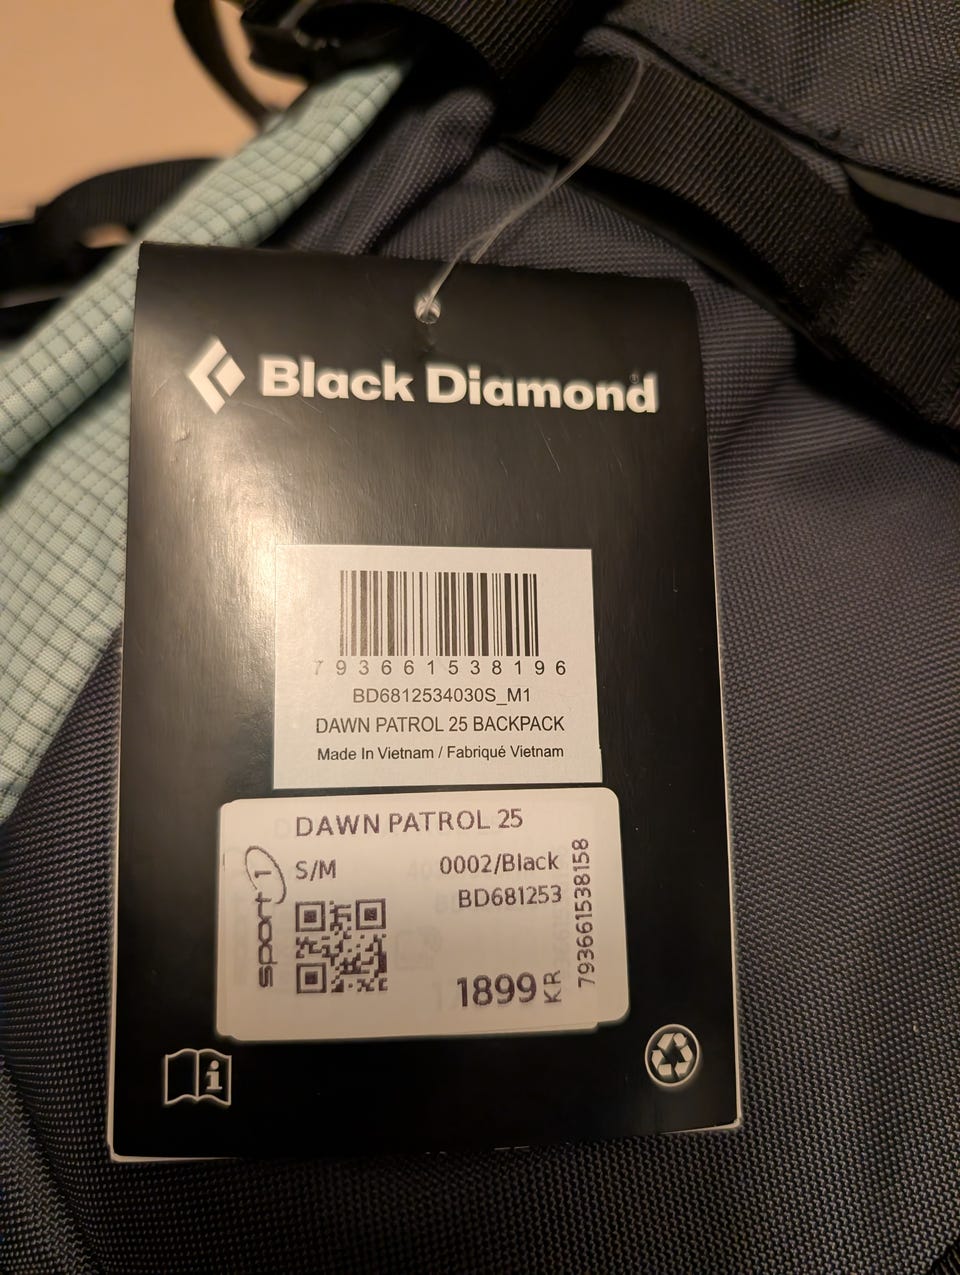 Black Diamond
793661538196
BD6812534030S_M1
DAWN PATROL 25 BACKPACK
Made In Vietnam / Fabriqué Vietnam
DAWN PATROL 25
S/M
0002/Black
BD681253
sport 1
1899 KR
793661538158
i